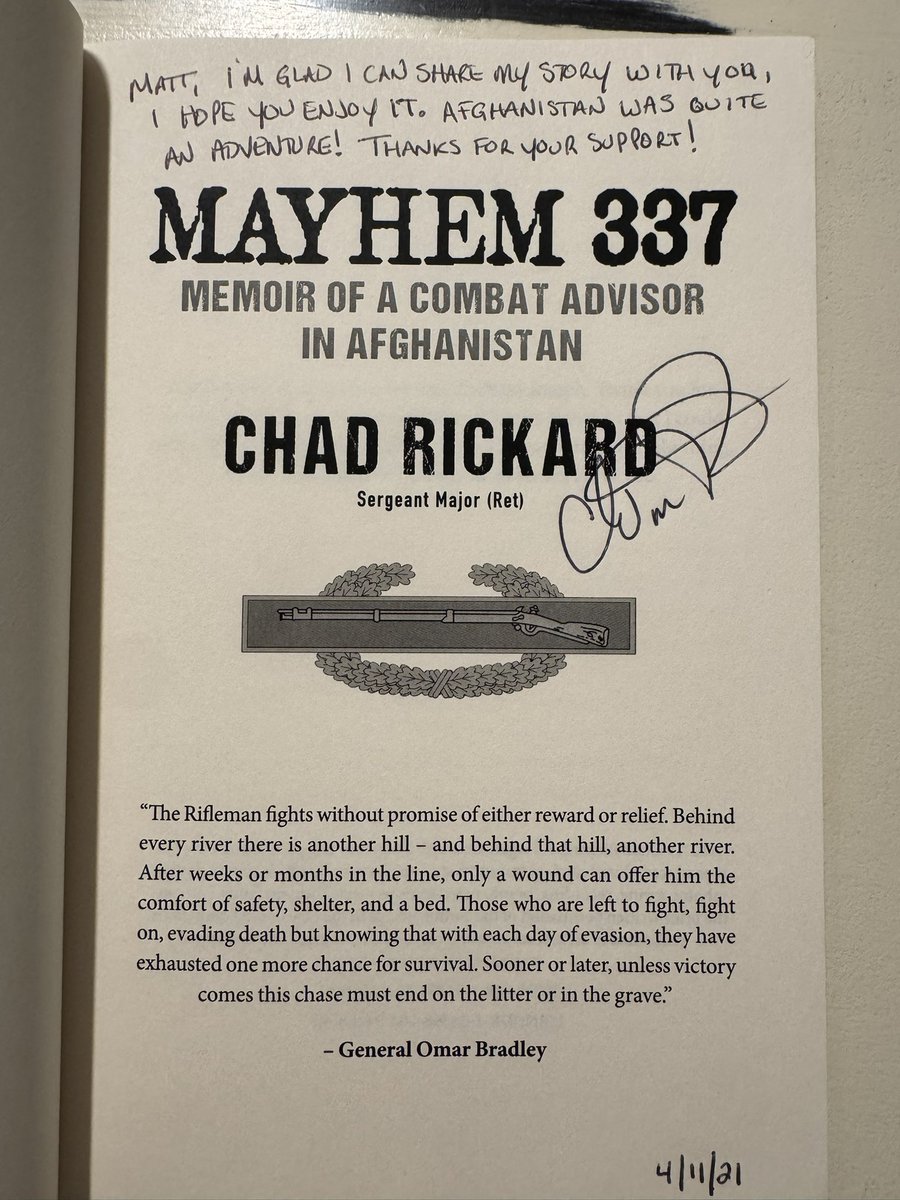 MATT, I'M GLAD I CAN SHARE MY STORY WITH YOU,
I HOPE YOU ENJOY IT. AFGHANISTAN WAS QUITE
AN ADVENTURE! THANKS FOR YOUR SUPPORT!
MAYHEM 337
MEMOIR OF A COMBAT ADVISOR
IN AFGHANISTAN
CHAD RICKARD
Sergeant Major (Ret)
“The Rifleman fights without promise of either reward or relief. Behind
every river there is another hill – and behind that hill, another river.
After weeks or months in the line, only a wound can offer him the
comfort of safety, shelter, and a bed. Those who are left to fight, fight
on, evading death but knowing that with each day of evasion, they have
exhausted one more chance for survival. Sooner or later, unless victory
comes this chase must end on the litter or in the grave.”
– General Omar Bradley
4/11/21